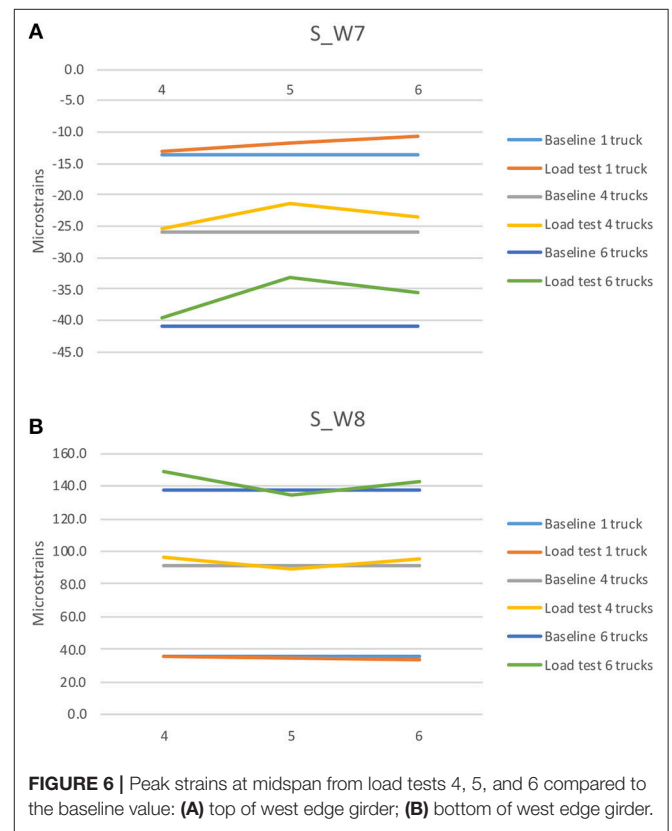 A
S_W7
0.0
4 5 6
-5.0
-10.0
-15.0
-20.0
-25.0
-30.0
-35.0
-40.0
-45.0
Microstrains
Baseline 1 truck
Load test 1 truck
Baseline 4 trucks
Load test 4 trucks
Baseline 6 trucks
Load test 6 trucks
B
S_W8
160.0
140.0
120.0
100.0
80.0
60.0
40.0
20.0
0.0
4 5 6
Microstrains
Baseline 1 truck
Load test 1 truck
Baseline 4 trucks
Load test 4 trucks
Baseline 6 trucks
Load test 6 trucks
FIGURE 6 | Peak strains at midspan from load tests 4, 5, and 6 compared to
the baseline value: (A) top of west edge girder; (B) bottom of west edge girder.